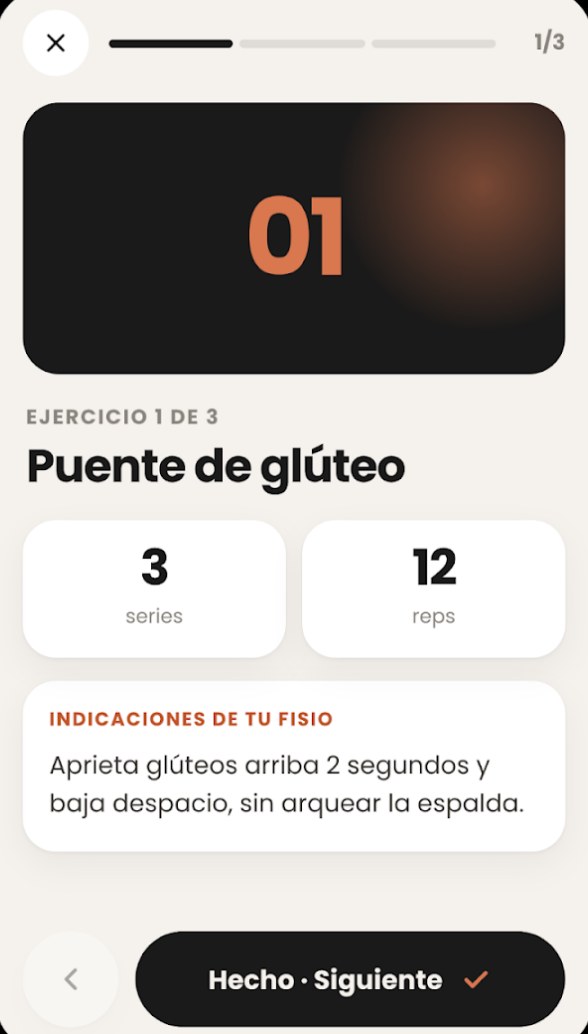 1/3
01
EJERCICIO 1 DE 3
Puente de glúteo
3
series
12
reps
INDICACIONES DE TU FISIO
Aprieta glúteos arriba 2 segundos y
baja despacio, sin arquear la espalda.
Hecho · Siguiente